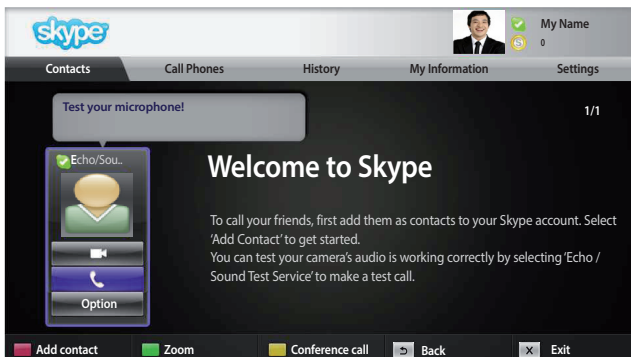 skype
My Name
S 0
Contacts Call Phones History My Information Settings
Test your microphone!
1/1
Echo/Sou..
Welcome to Skype
To call your friends, first add them as contacts to your Skype account. Select
'Add Contact' to get started.
You can test your camera's audio is working correctly by selecting 'Echo /
Sound Test Service' to make a test call.
Option
Add contact Zoom Conference call Back X Exit